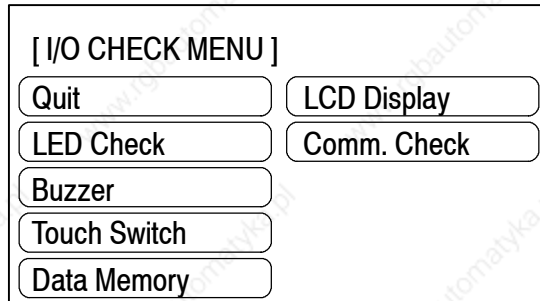 [ I/O CHECK MENU ]
Quit
LCD Display
LED Check
Comm. Check
Buzzer
Touch Switch
Data Memory